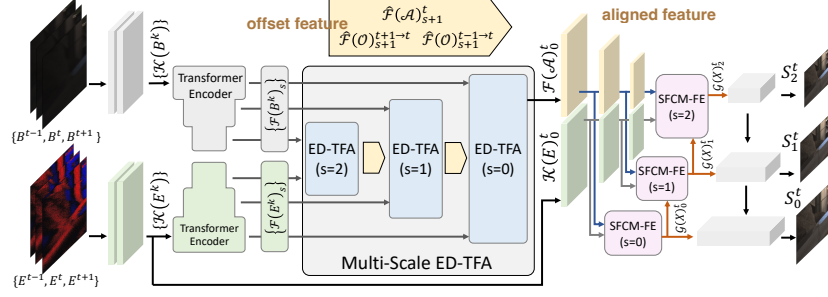 offset feature
F̂(𝒜)ᵗₛ₊₁
F̂(𝒪)ᵗ⁺¹→ᵗₛ₊₁ F̂(𝒪)ᵗ⁻¹→ᵗₛ₊₁
aligned feature
{𝒦(Bᵏ)}
Transformer
Encoder
{ℱ(Bᵏ)ₛ}
{Bᵗ⁻¹, Bᵗ, Bᵗ⁺¹}
ED-TFA
(s=2)
ED-TFA
(s=1)
ED-TFA
(s=0)
F̂(𝒜)ᵗ₀
𝒦(E)ᵗ₀
{𝒦(Eᵏ)}
Transformer
Encoder
{ℱ(Eᵏ)ₛ}
{Eᵗ⁻¹, Eᵗ, Eᵗ⁺¹}
Multi-Scale ED-TFA
SFCM-FE
(s=2)
SFCM-FE
(s=1)
SFCM-FE
(s=0)
𝒢(X)ᵗ₂
𝒢(X)ᵗ₁
𝒢(X)ᵗ₀
Sᵗ₂
Sᵗ₁
Sᵗ₀